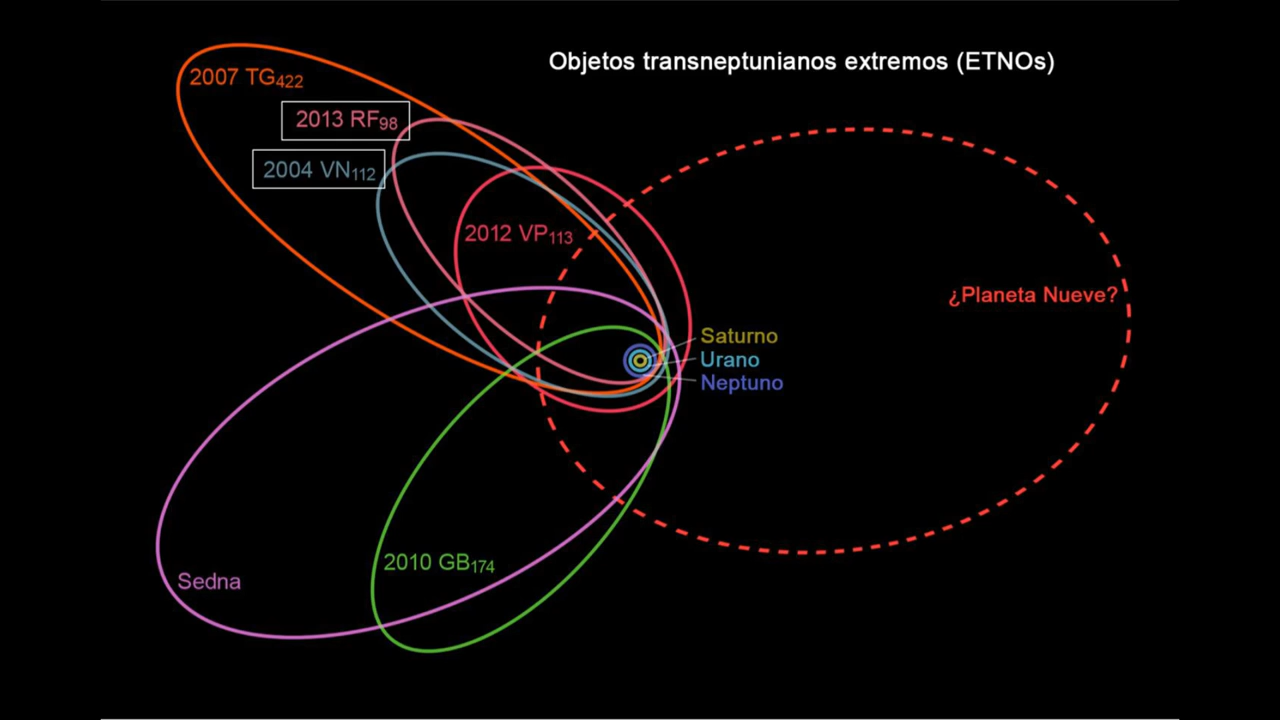 Objetos transneptunianos extremos (ETNOs)
2007 TG422
2013 RF98
2004 VN112
2012 VP113
¿Planeta Nueve?
Saturno
Urano
Neptuno
2010 GB174
Sedna